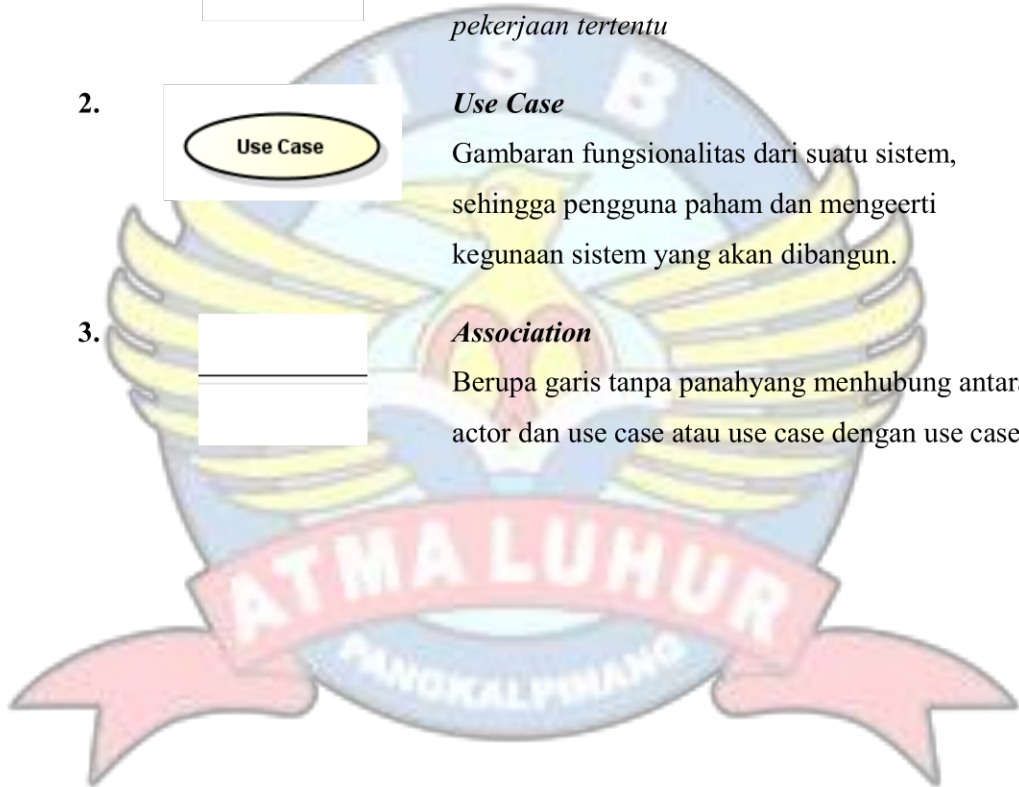 pekerjaan tertentu
2.
Use Case
Use Case
Gambaran fungsionalitas dari suatu sistem,
sehingga pengguna paham dan mengeerti
kegunaan sistem yang akan dibangun.
3.
Association
Berupa garis tanpa panahyang menhubung antara
actor dan use case atau use case dengan use case
I S B
ATMA LUHUR
PANGKALPINANG